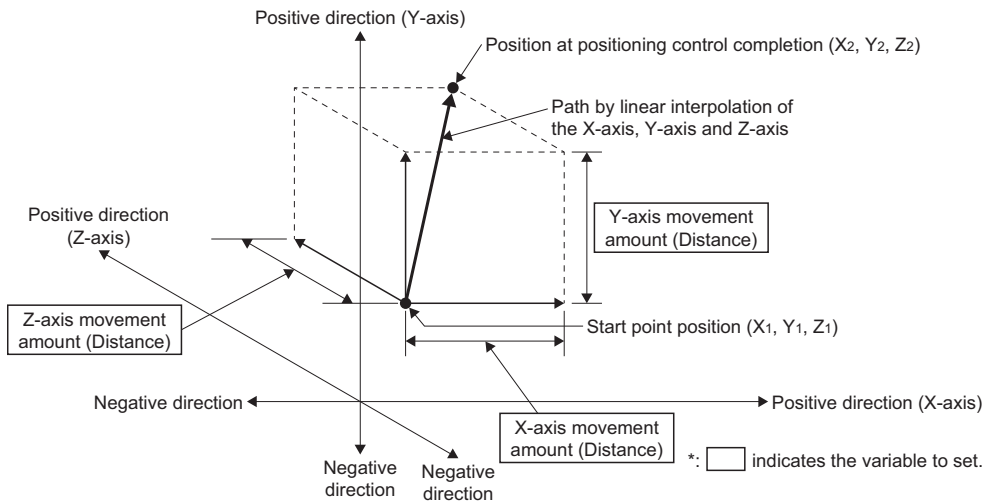 Positive direction (Y-axis)
Position at positioning control completion (X2, Y2, Z2)
Path by linear interpolation of
the X-axis, Y-axis and Z-axis
Positive direction
(Z-axis)
Y-axis movement
amount (Distance)
Z-axis movement
amount (Distance)
Start point position (X1, Y1, Z1)
Negative direction
Positive direction (X-axis)
X-axis movement
amount (Distance)
*: indicates the variable to set.
Negative
direction
Negative
direction